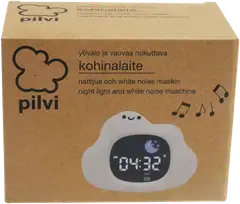 pilvi
yövalo ja vauvaa nukuttava
kohinalaite
nattljus och white noise maskin
night light and white noise maschine
04:32
pilvi